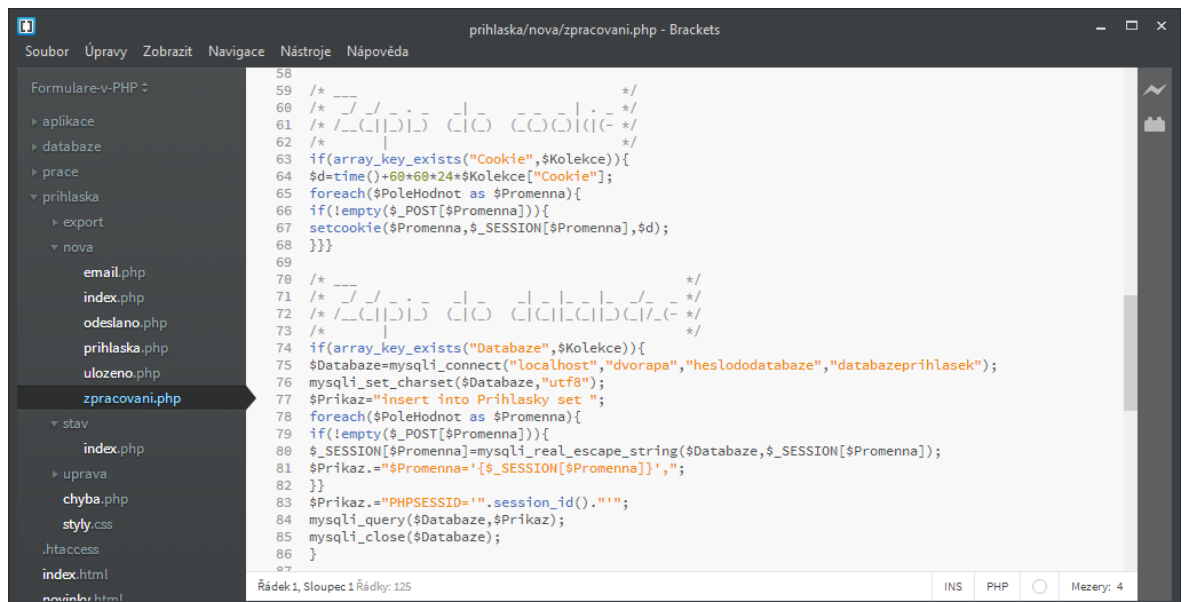 prihlaska/nova/zpracovani.php - Brackets
Soubor Úpravy Zobrazit Navigace Nástroje Nápověda
Formulare-v-PHP
aplikace
databaze
prace
prihlaska
export
nova
email.php
index.php
odeslano.php
prihlaska.php
ulozeno.php
zpracovani.php
stav
index.php
uprava
chyba.php
styly.css
.htaccess
index.html
novinky.html
58
59 /* ___ */
60 /* _/ _/ _ . _ _| _ _ _ _ | . _ */
61 /* /__(_||_)|_) (_|(_) (_(_)(_)|(|(- */
62 /* | */
63 if(array_key_exists("Cookie",$Kolekce)){
64 $d=time()+60*60*24*$Kolekce["Cookie"];
65 foreach($PoleHodnot as $Promenna){
66 if(!empty($_POST[$Promenna])){
67 setcookie($Promenna,$_SESSION[$Promenna],$d);
68 }}}
69
70 /* ___ */
71 /* _/ _/ _ . _ _| _ _| _ |_ _ |_ _/_ _ */
72 /* /__(_||_)|_) (_|(_) (_|(_||_(_||_)(_|/_(- */
73 /* | */
74 if(array_key_exists("Databaze",$Kolekce)){
75 $Databaze=mysqli_connect("localhost","dvorapa","heslododatabaze","databazeprihlasek");
76 mysqli_set_charset($Databaze,"utf8");
77 $Prikaz="insert into Prihlasky set ";
78 foreach($PoleHodnot as $Promenna){
79 if(!empty($_POST[$Promenna])){
80 $_SESSION[$Promenna]=mysqli_real_escape_string($Databaze,$_SESSION[$Promenna]);
81 $Prikaz.="$Promenna='{$_SESSION[$Promenna]}',";
82 }}
83 $Prikaz.="PHPSESSID='".session_id()."'";
84 mysqli_query($Databaze,$Prikaz);
85 mysqli_close($Databaze);
86 }
87
Řádek 1, Sloupec 1 Řádky: 125
INS PHP Mezery: 4